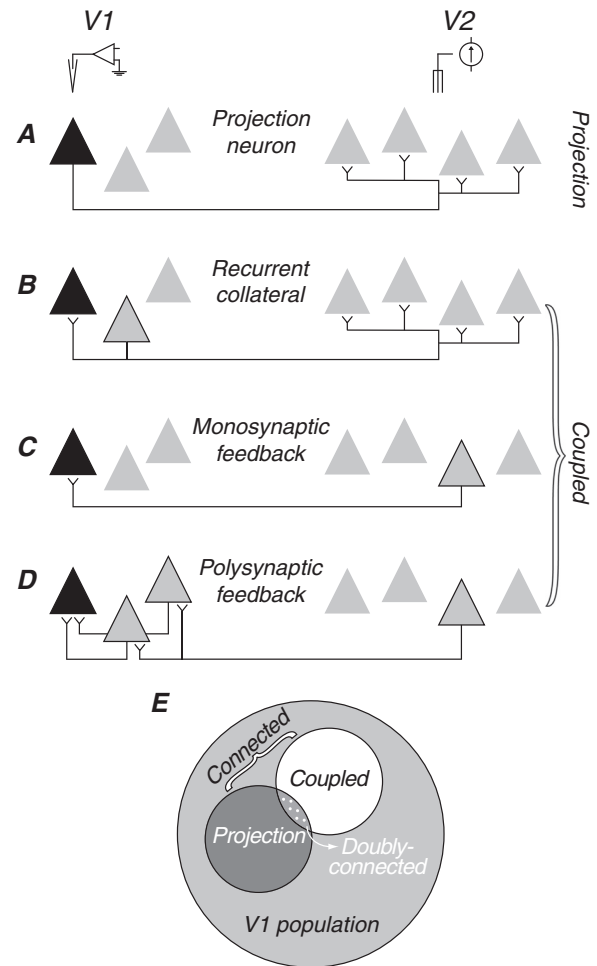 V1
V2
A
Projection
neuron
Projection
B
Recurrent
collateral
C
Monosynaptic
feedback
Coupled
D
Polysynaptic
feedback
E
Connected
Coupled
Projection
Doubly-
connected
V1 population